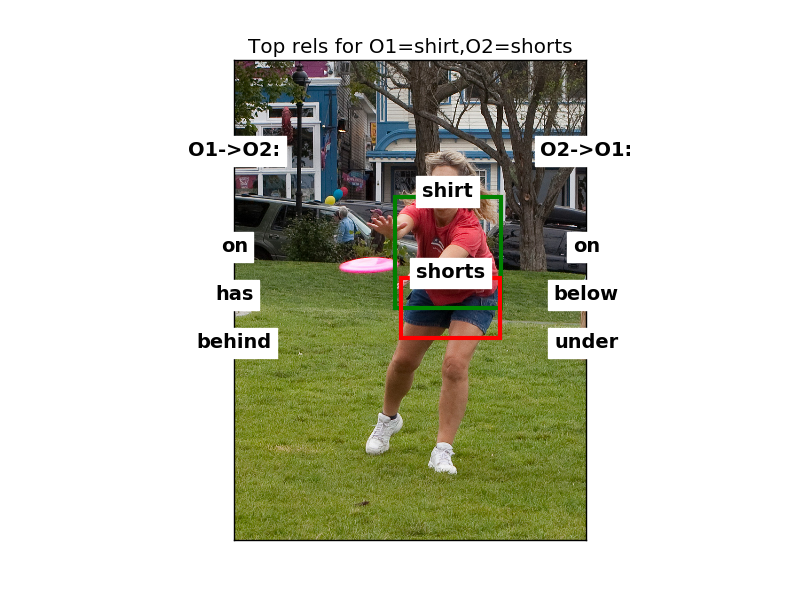 Top rels for O1=shirt,O2=shorts
O1->O2:
O2->O1:
shirt
on
on
shorts
has
below
behind
under